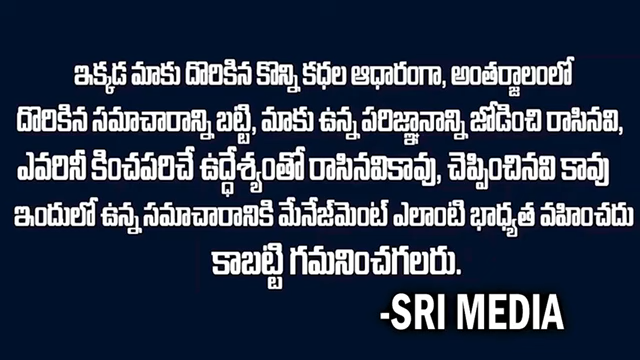 ఇక్కడ మాకు దొరికిన కొన్ని కధల ఆధారంగా, అంతర్జాలంలో
దొరికిన సమాచారాన్ని బట్టి, మాకు ఉన్న పరిజ్ఞానాన్ని జోడించి రాసినవి,
ఎవరినీ కించపరిచే ఉద్ధేశ్యంతో రాసినవికావు, చెప్పించినవి కావు
ఇందులో ఉన్న సమాచారానికి మేనేజ్‌మెంట్ ఎలాంటి భాధ్యత వహించదు
కాబట్టి గమనించగలరు.
-SRI MEDIA